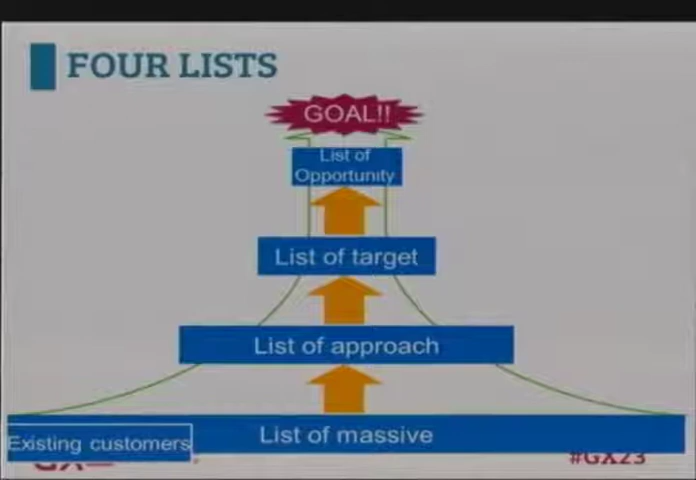 FOUR LISTS
GOAL!!
List of
Opportunity
List of target
List of approach
List of massive
Existing customers
#GX23